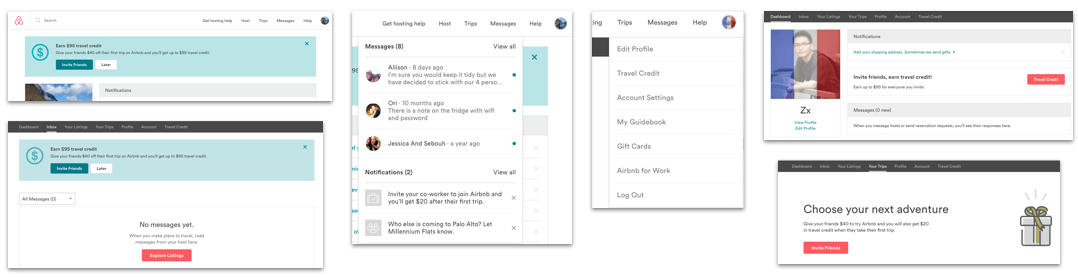 Search
Get hosting help Host Trips Messages Help
Earn $95 travel credit
Give your friends $40 off their first trip on Airbnb and you'll get up to $95 travel credit.
Invite Friends Later
Notifications
Dashboard Inbox Your Listings Your Trips Profile Account Travel Credit
Earn $95 travel credit
Give your friends $40 off their first trip on Airbnb and you'll get up to $95 travel credit.
Invite Friends Later
All Messages (0)
No messages yet.
When you make plans to travel, read
messages from your host here.
Explore Listings
Get hosting help Host Trips Messages Help
Messages (8) View all
Allison · 8 days ago
I'm sure you would keep it tidy but we
have decided to stick with our 4 perso...
Ori · 10 months ago
There is a note on the fridge with wifi
and password
Jessica And Sebouh · a year ago
Notifications (2) View all
Invite your co-worker to join Airbnb and
you'll get $20 after their first trip.
Who else is coming to Palo Alto? Let
Millennium Flats know.
Trips Messages Help
Edit Profile
Travel Credit
Account Settings
My Guidebook
Gift Cards
Airbnb for Work
Log Out
Dashboard Inbox Your Listings Your Trips Profile Account Travel Credit
Notifications
Add your shipping address. Sometimes we send gifts.
Invite friends, earn travel credit!
Earn up to $95 for everyone you invite.
Travel Credit
Zx
View Profile
Edit Profile
Messages (0 new)
When you message hosts or send reservation requests, you'll see their responses here.
Dashboard Inbox Your Listings Your Trips Profile Account Travel Credit
Choose your next adventure
Give your friends $40 to try Airbnb and you will also get $20
in travel credit when they take their first trip.
Invite Friends